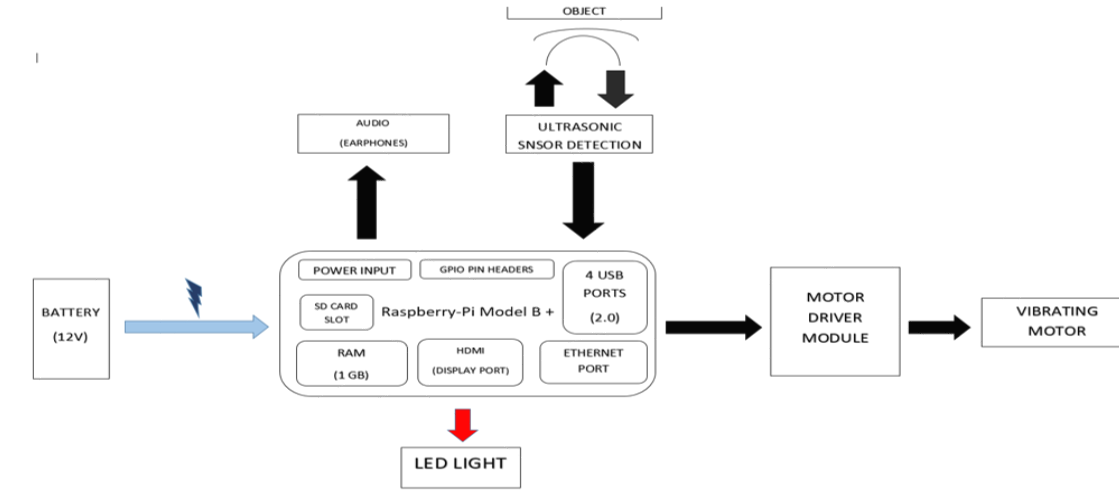 OBJECT
AUDIO
(EARPHONES)
ULTRASONIC
SNSOR DETECTION
BATTERY
(12V)
POWER INPUT
GPIO PIN HEADERS
4 USB
PORTS
(2.0)
SD CARD
SLOT
Raspberry-Pi Model B +
RAM
(1 GB)
HDMI
(DISPLAY PORT)
ETHERNET
PORT
MOTOR
DRIVER
MODULE
VIBRATING
MOTOR
LED LIGHT